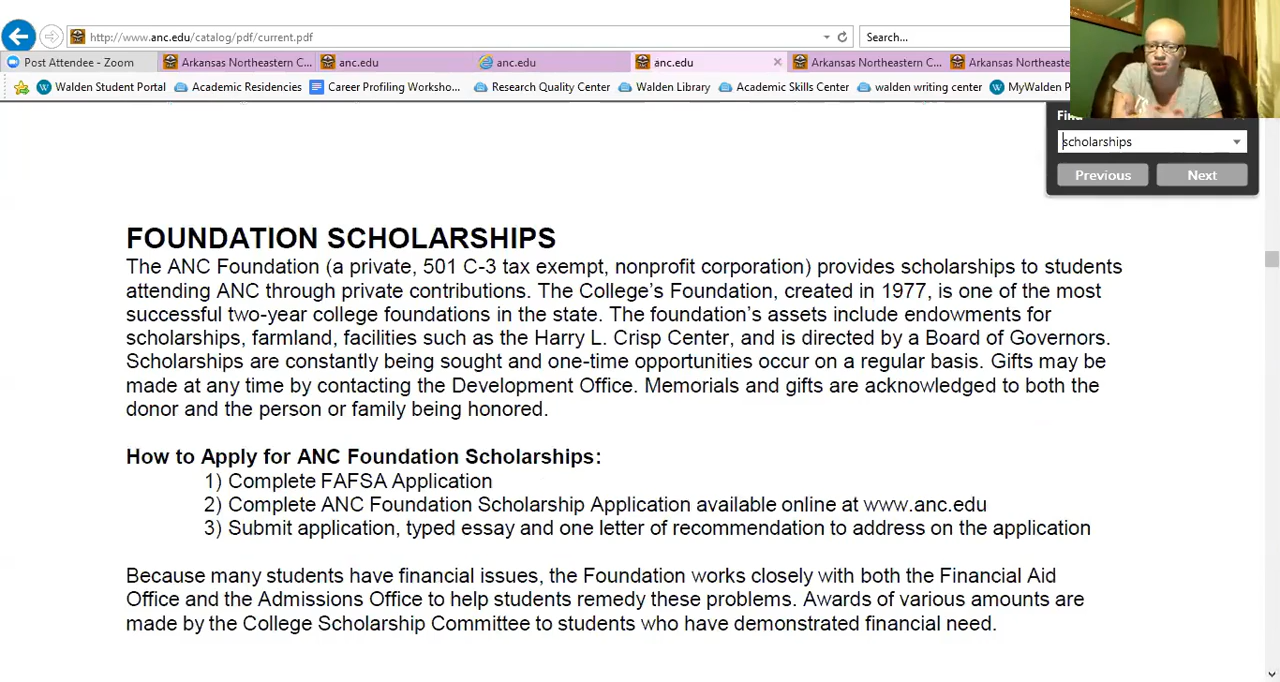 http://www.anc.edu/catalog/pdf/current.pdf
Search...
Post Attendee - Zoom
Arkansas Northeastern C...
anc.edu
anc.edu
anc.edu
Arkansas Northeastern C...
Arkansas Northeaste
Walden Student Portal
Academic Residencies
Career Profiling Worksho...
Research Quality Center
Walden Library
Academic Skills Center
walden writing center
MyWalden P
Find
scholarships
Previous
Next
FOUNDATION SCHOLARSHIPS
The ANC Foundation (a private, 501 C-3 tax exempt, nonprofit corporation) provides scholarships to students
attending ANC through private contributions. The College’s Foundation, created in 1977, is one of the most
successful two-year college foundations in the state. The foundation’s assets include endowments for
scholarships, farmland, facilities such as the Harry L. Crisp Center, and is directed by a Board of Governors.
Scholarships are constantly being sought and one-time opportunities occur on a regular basis. Gifts may be
made at any time by contacting the Development Office. Memorials and gifts are acknowledged to both the
donor and the person or family being honored.
How to Apply for ANC Foundation Scholarships:
1) Complete FAFSA Application
2) Complete ANC Foundation Scholarship Application available online at www.anc.edu
3) Submit application, typed essay and one letter of recommendation to address on the application
Because many students have financial issues, the Foundation works closely with both the Financial Aid
Office and the Admissions Office to help students remedy these problems. Awards of various amounts are
made by the College Scholarship Committee to students who have demonstrated financial need.